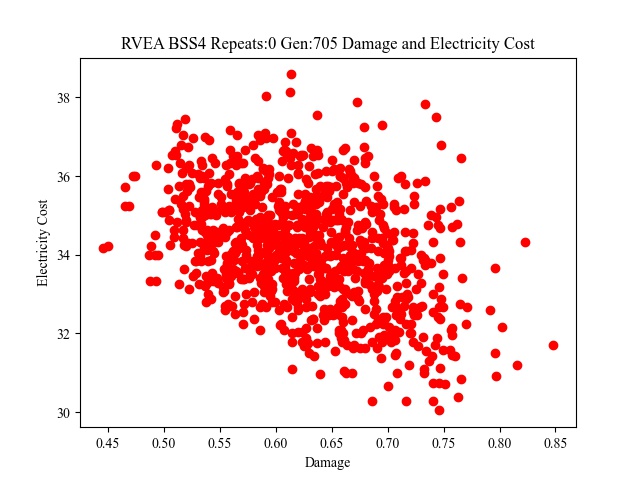 RVEA BSS4 Repeats:0 Gen:705 Damage and Electricity Cost
38
36
34
32
30
Electricity Cost
0.45 0.50 0.55 0.60 0.65 0.70 0.75 0.80 0.85
Damage